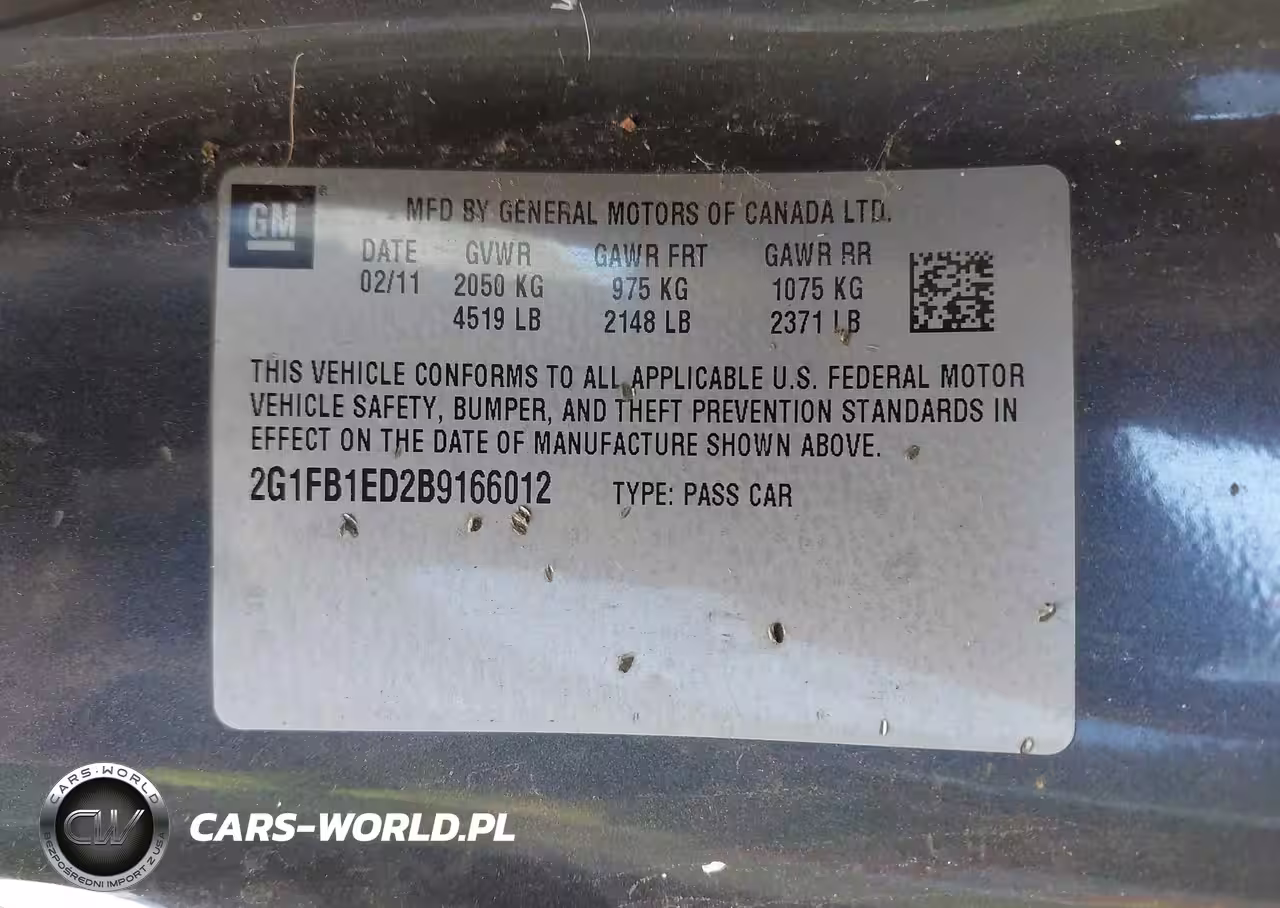 GM ®
MFD BY GENERAL MOTORS OF CANADA LTD.
DATE GVWR GAWR FRT GAWR RR
02/11 2050 KG 975 KG 1075 KG
4519 LB 2148 LB 2371 LB
THIS VEHICLE CONFORMS TO ALL APPLICABLE U.S. FEDERAL MOTOR
VEHICLE SAFETY, BUMPER, AND THEFT PREVENTION STANDARDS IN
EFFECT ON THE DATE OF MANUFACTURE SHOWN ABOVE.
2G1FB1ED2B9166012 TYPE: PASS CAR
CARS-WORLD
CW
BEZPOŚREDNI IMPORT Z USA
CARS-WORLD.PL